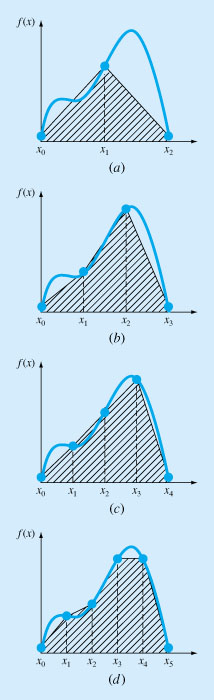 f(x)
x₀ x₁ x₂
(a)
f(x)
x₀ x₁ x₂ x₃
(b)
f(x)
x₀ x₁ x₂ x₃ x₄
(c)
f(x)
x₀ x₁ x₂ x₃ x₄ x₅
(d)